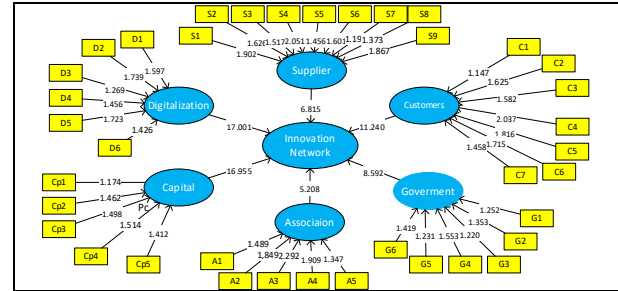 S2
S3
S4
S5
S6
S7
S8
S1
S9
1.902
1.626
1.517
2.051
1.456
1.601
1.19
1.373
1.867
Supplier
D1
D2
D3
D4
D5
D6
1.597
1.739
1.269
1.456
1.723
1.426
Digitalization
C1
C2
C3
C4
C5
C6
C7
1.147
1.625
1.582
2.037
1.816
1.715
1.458
Customers
6.815
17.001
11.240
Innovation
Network
16.955
8.592
5.208
Cp1
Cp2
Cp3
Cp4
Cp5
1.174
1.462
1.498
Pc
1.514
1.412
Capital
Associaion
A1
A2
A3
A4
A5
1.489
1.849
2.292
1.909
1.347
Goverment
G1
G2
G3
G4
G5
G6
1.252
1.353
1.220
1.553
1.231
1.419